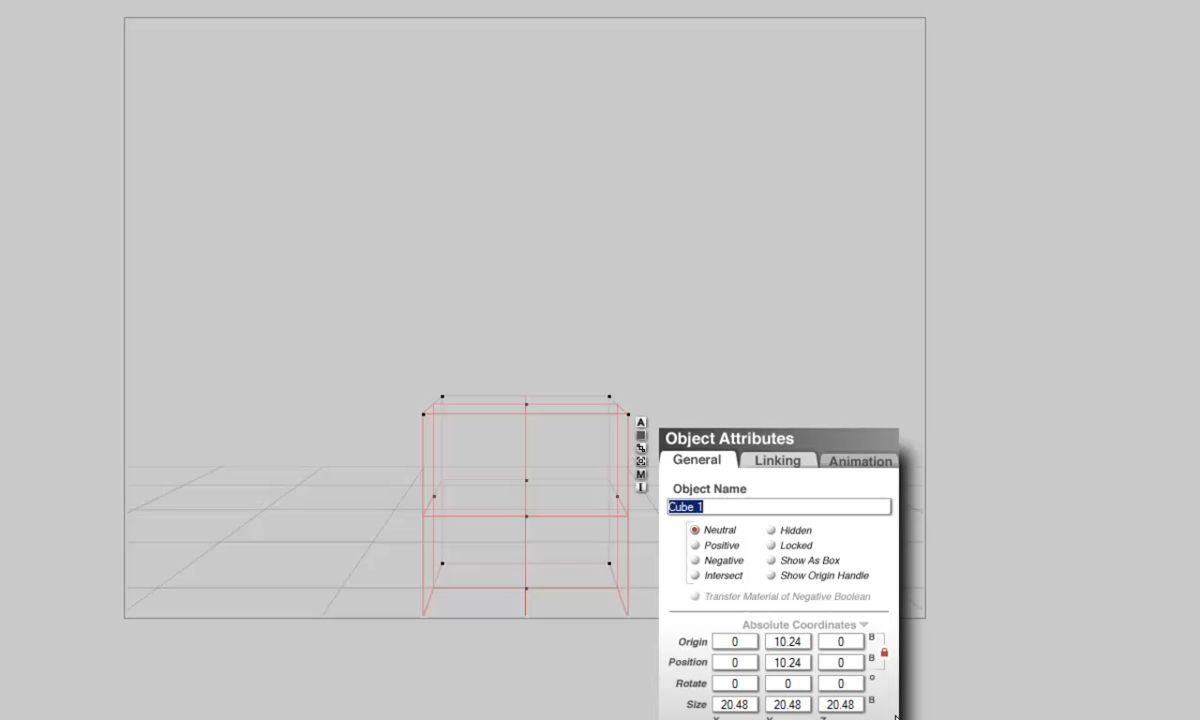 A
M
Object Attributes
General Linking Animation
Object Name
Cube 1
Neutral Hidden
Positive Locked
Negative Show As Box
Intersect Show Origin Handle
Transfer Material of Negative Boolean
Absolute Coordinates
Origin 0 10.24 0 B
Position 0 10.24 0 B
Rotate 0 0 0 °
Size 20.48 20.48 20.48 B